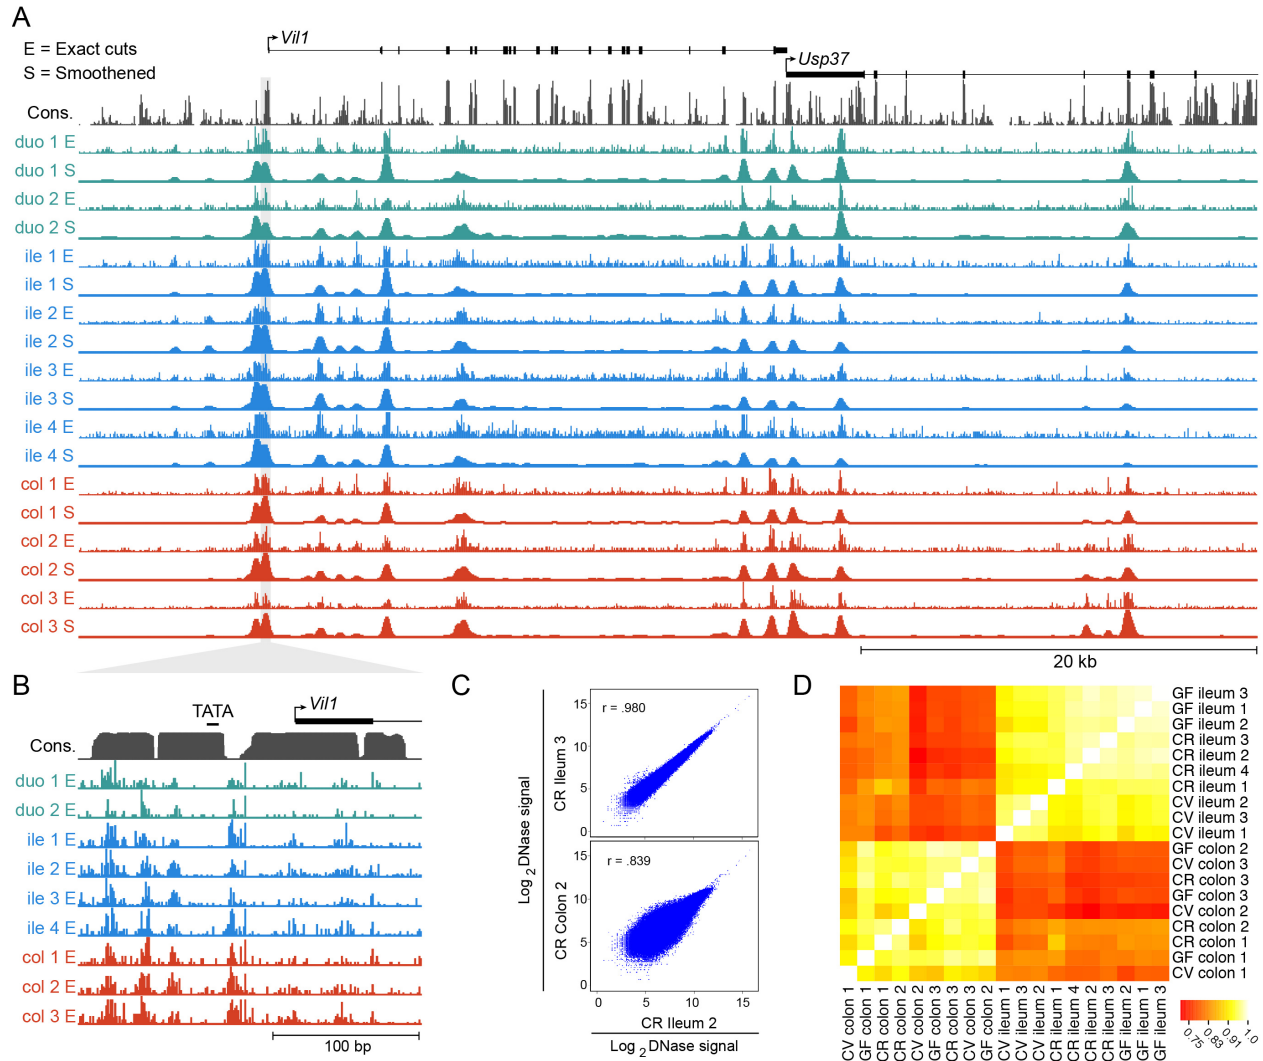 A
E = Exact cuts
S = Smoothened
Vil1
Usp37
Cons.
duo 1 E
duo 1 S
duo 2 E
duo 2 S
ile 1 E
ile 1 S
ile 2 E
ile 2 S
ile 3 E
ile 3 S
ile 4 E
ile 4 S
col 1 E
col 1 S
col 2 E
col 2 S
col 3 E
col 3 S
20 kb
B
TATA
Vil1
Cons.
duo 1 E
duo 2 E
ile 1 E
ile 2 E
ile 3 E
ile 4 E
col 1 E
col 2 E
col 3 E
100 bp
C
Log2 DNase signal
CR Ileum 3
15
10
5
0
r = .980
CR Colon 2
15
10
5
0
r = .839
0 5 10 15
CR Ileum 2
Log2 DNase signal
D
GF ileum 3
GF ileum 1
GF ileum 2
CR ileum 3
CR ileum 2
CR ileum 4
CR ileum 1
CV ileum 2
CV ileum 3
CV ileum 1
GF colon 2
CV colon 3
CR colon 3
GF colon 3
CV colon 2
CR colon 2
CR colon 1
GF colon 1
CV colon 1
CV colon 1
GF colon 1
CR colon 1
CR colon 2
CV colon 2
GF colon 3
CR colon 3
CV colon 3
GF colon 2
CV ileum 1
CV ileum 3
CV ileum 2
CR ileum 1
CR ileum 4
CR ileum 2
CR ileum 3
GF ileum 2
GF ileum 1
GF ileum 3
0.75 0.83 0.91 1.0